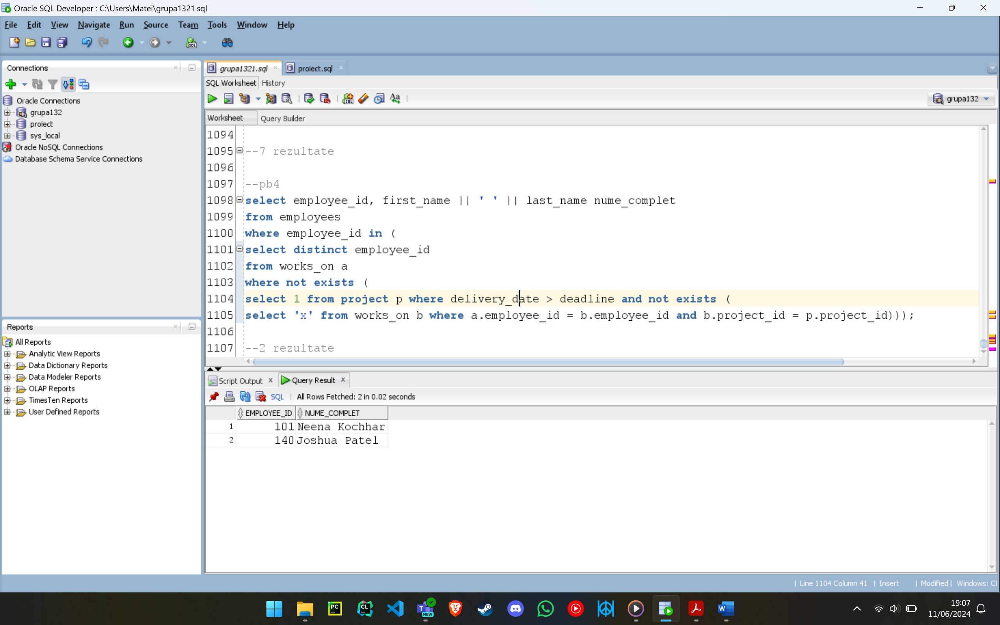 Oracle SQL Developer : C:\Users\Matei\grupa1321.sql
File Edit View Navigate Run Source Team Tools Window Help
Connections
Oracle Connections
grupa132
proiect
sys_local
Oracle NoSQL Connections
Database Schema Service Connections
Reports
All Reports
Analytic View Reports
Data Dictionary Reports
Data Modeler Reports
OLAP Reports
TimesTen Reports
User Defined Reports
grupa1321.sql proiect.sql
SQL Worksheet History
grupa132
Worksheet Query Builder
1094
1095 --7 rezultate
1096
1097 --pb4
1098 select employee_id, first_name || ' ' || last_name nume_complet
1099 from employees
1100 where employee_id in (
1101 select distinct employee_id
1102 from works_on a
1103 where not exists (
1104 select 1 from project p where delivery_date > deadline and not exists (
1105 select 'x' from works_on b where a.employee_id = b.employee_id and b.project_id = p.project_id)));
1106
1107 --2 rezultate
Script Output Query Result
SQL | All Rows Fetched: 2 in 0.02 seconds
EMPLOYEE_ID NUME_COMPLET
1 101 Neena Kochhar
2 140 Joshua Patel
| Line 1104 Column 41 | Insert | Modified | Windows: Cl
PC CL T NEW W
19:07
11/06/2024